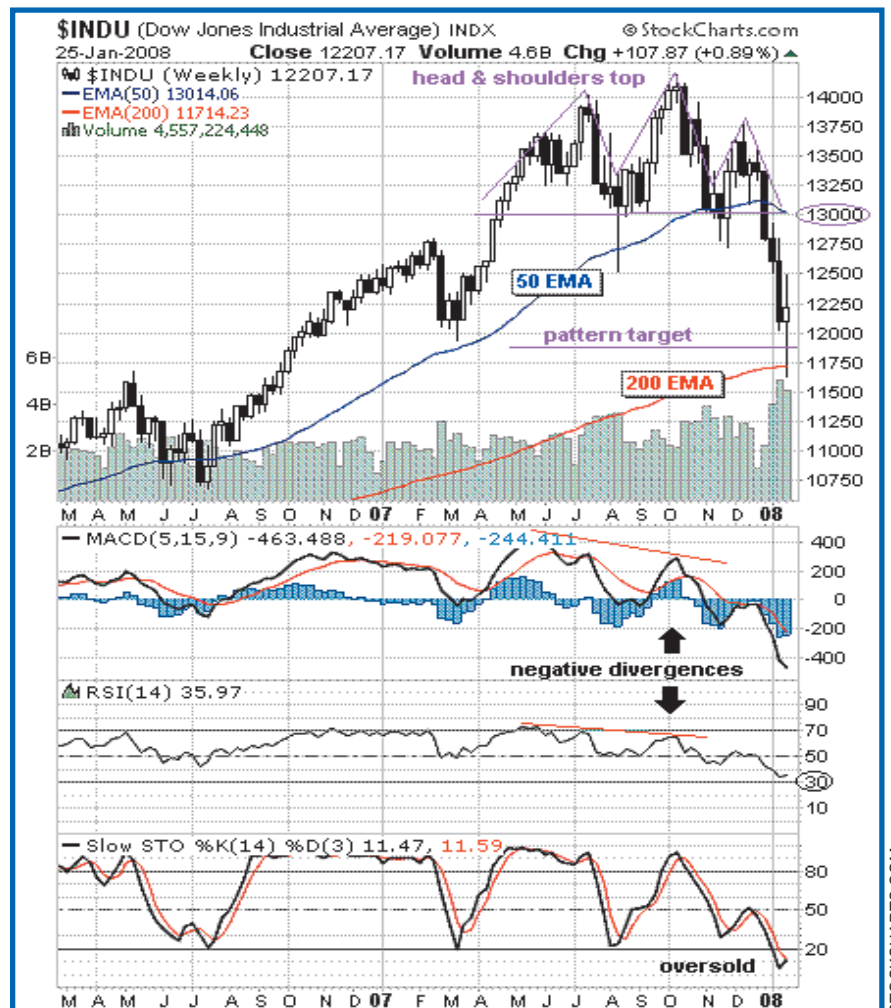 $INDU (Dow Jones Industrial Average) INDX © StockCharts.com
25-Jan-2008 Close 12207.17 Volume 4.6B Chg +107.87 (+0.89%)
$INDU (Weekly) 12207.17
EMA(50) 13014.06
EMA(200) 11714.23
Volume 4,557,224,448
head & shoulders top
14000
13750
13500
13250
13000
12750
12500
12250
12000
11750
11500
11250
11000
10750
50 EMA
pattern target
200 EMA
6B
4B
2B
M A M J J A S O N D 07 F M A M J J A S O N D 08
MACD(5,15,9) -463.488, -219.077, -244.411
400
200
0
-200
-400
negative divergences
RSI(14) 35.97
90
70
50
30
10
Slow STO %K(14) %D(3) 11.47, 11.59
80
50
20
oversold
M A M J J A S O N D 07 F M A M J J A S O N D 08